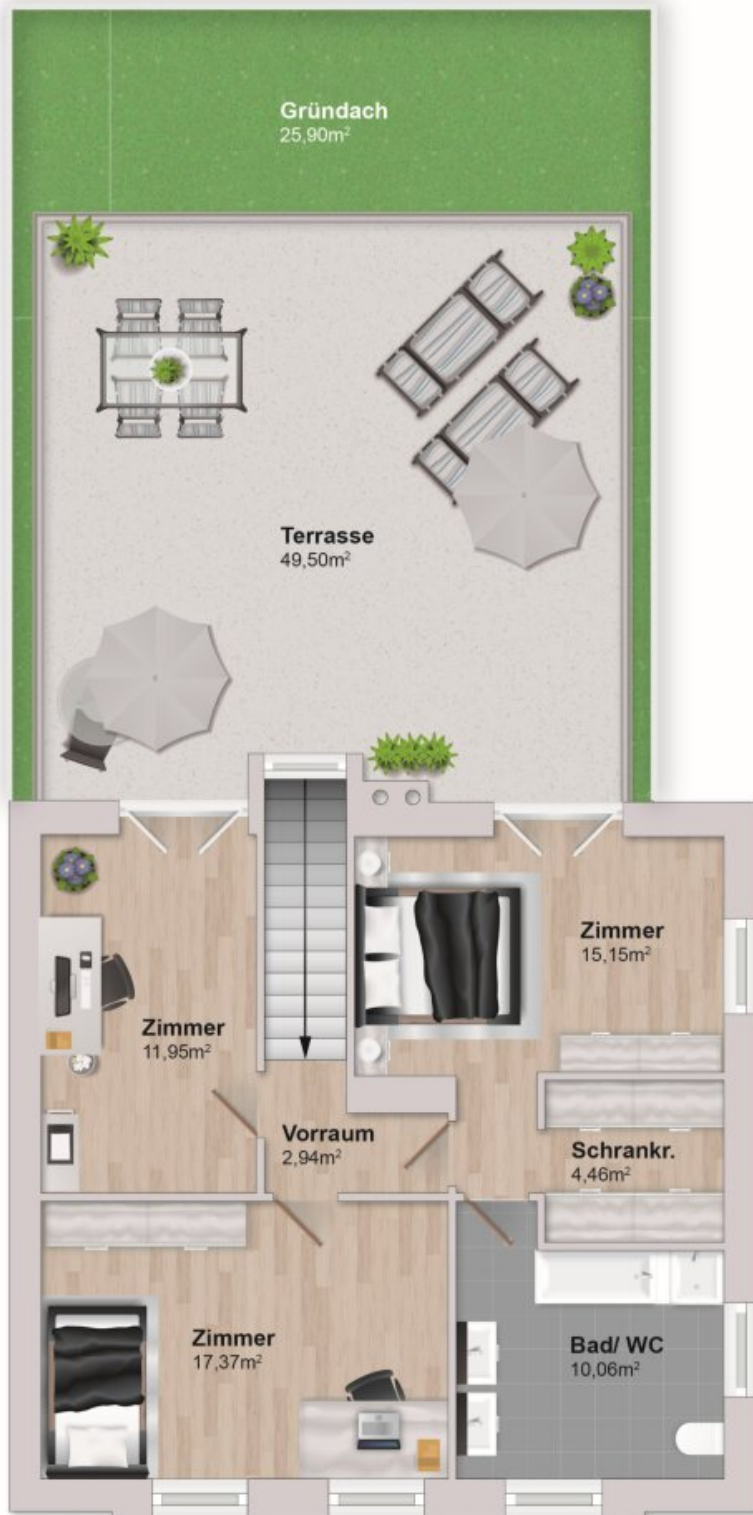 Gründach
25,90m²
Terrasse
49,50m²
Zimmer
15,15m²
Zimmer
11,95m²
Vorraum
2,94m²
Schrankr.
4,46m²
Zimmer
17,37m²
Bad/ WC
10,06m²